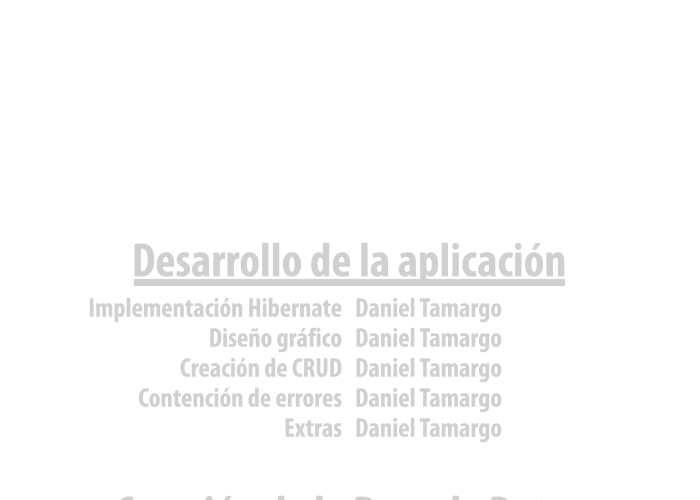 Desarrollo de la aplicación
Implementación Hibernate Daniel Tamargo
Diseño gráfico Daniel Tamargo
Creación de CRUD Daniel Tamargo
Contención de errores Daniel Tamargo
Extras Daniel Tamargo